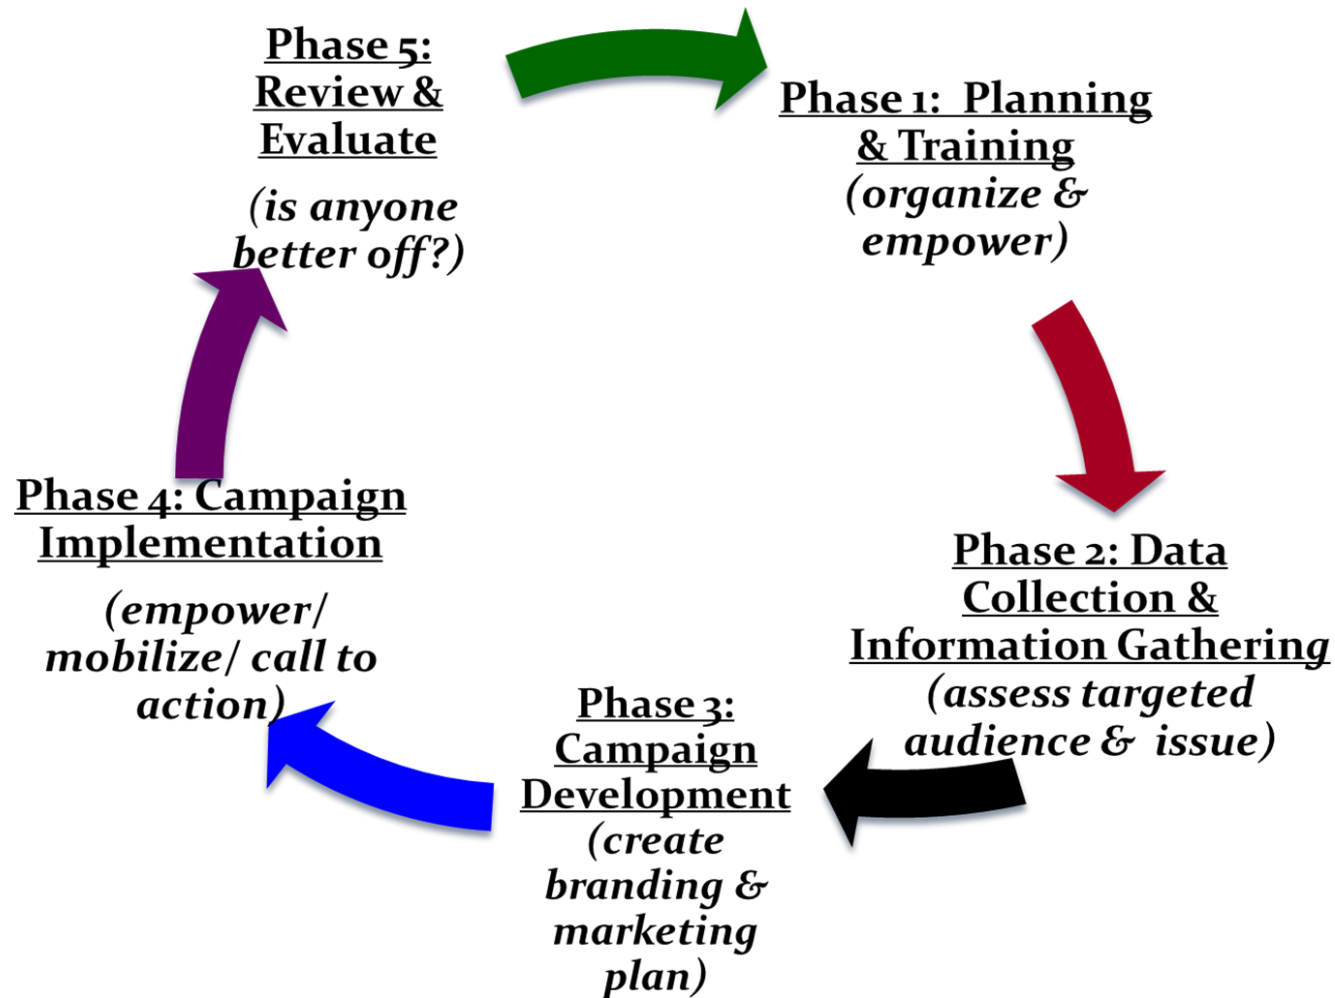 Phase 1:  Planning
& Training
(organize &
empower)
Phase 2: Data
Collection &
Information Gathering
(assess targeted
audience &  issue)
Phase 3:
Campaign
Development
(create
branding &
marketing
plan)
Phase 4: Campaign
Implementation
(empower/
mobilize/ call to
action)
Phase 5:
Review &
Evaluate
(is anyone
better off?)